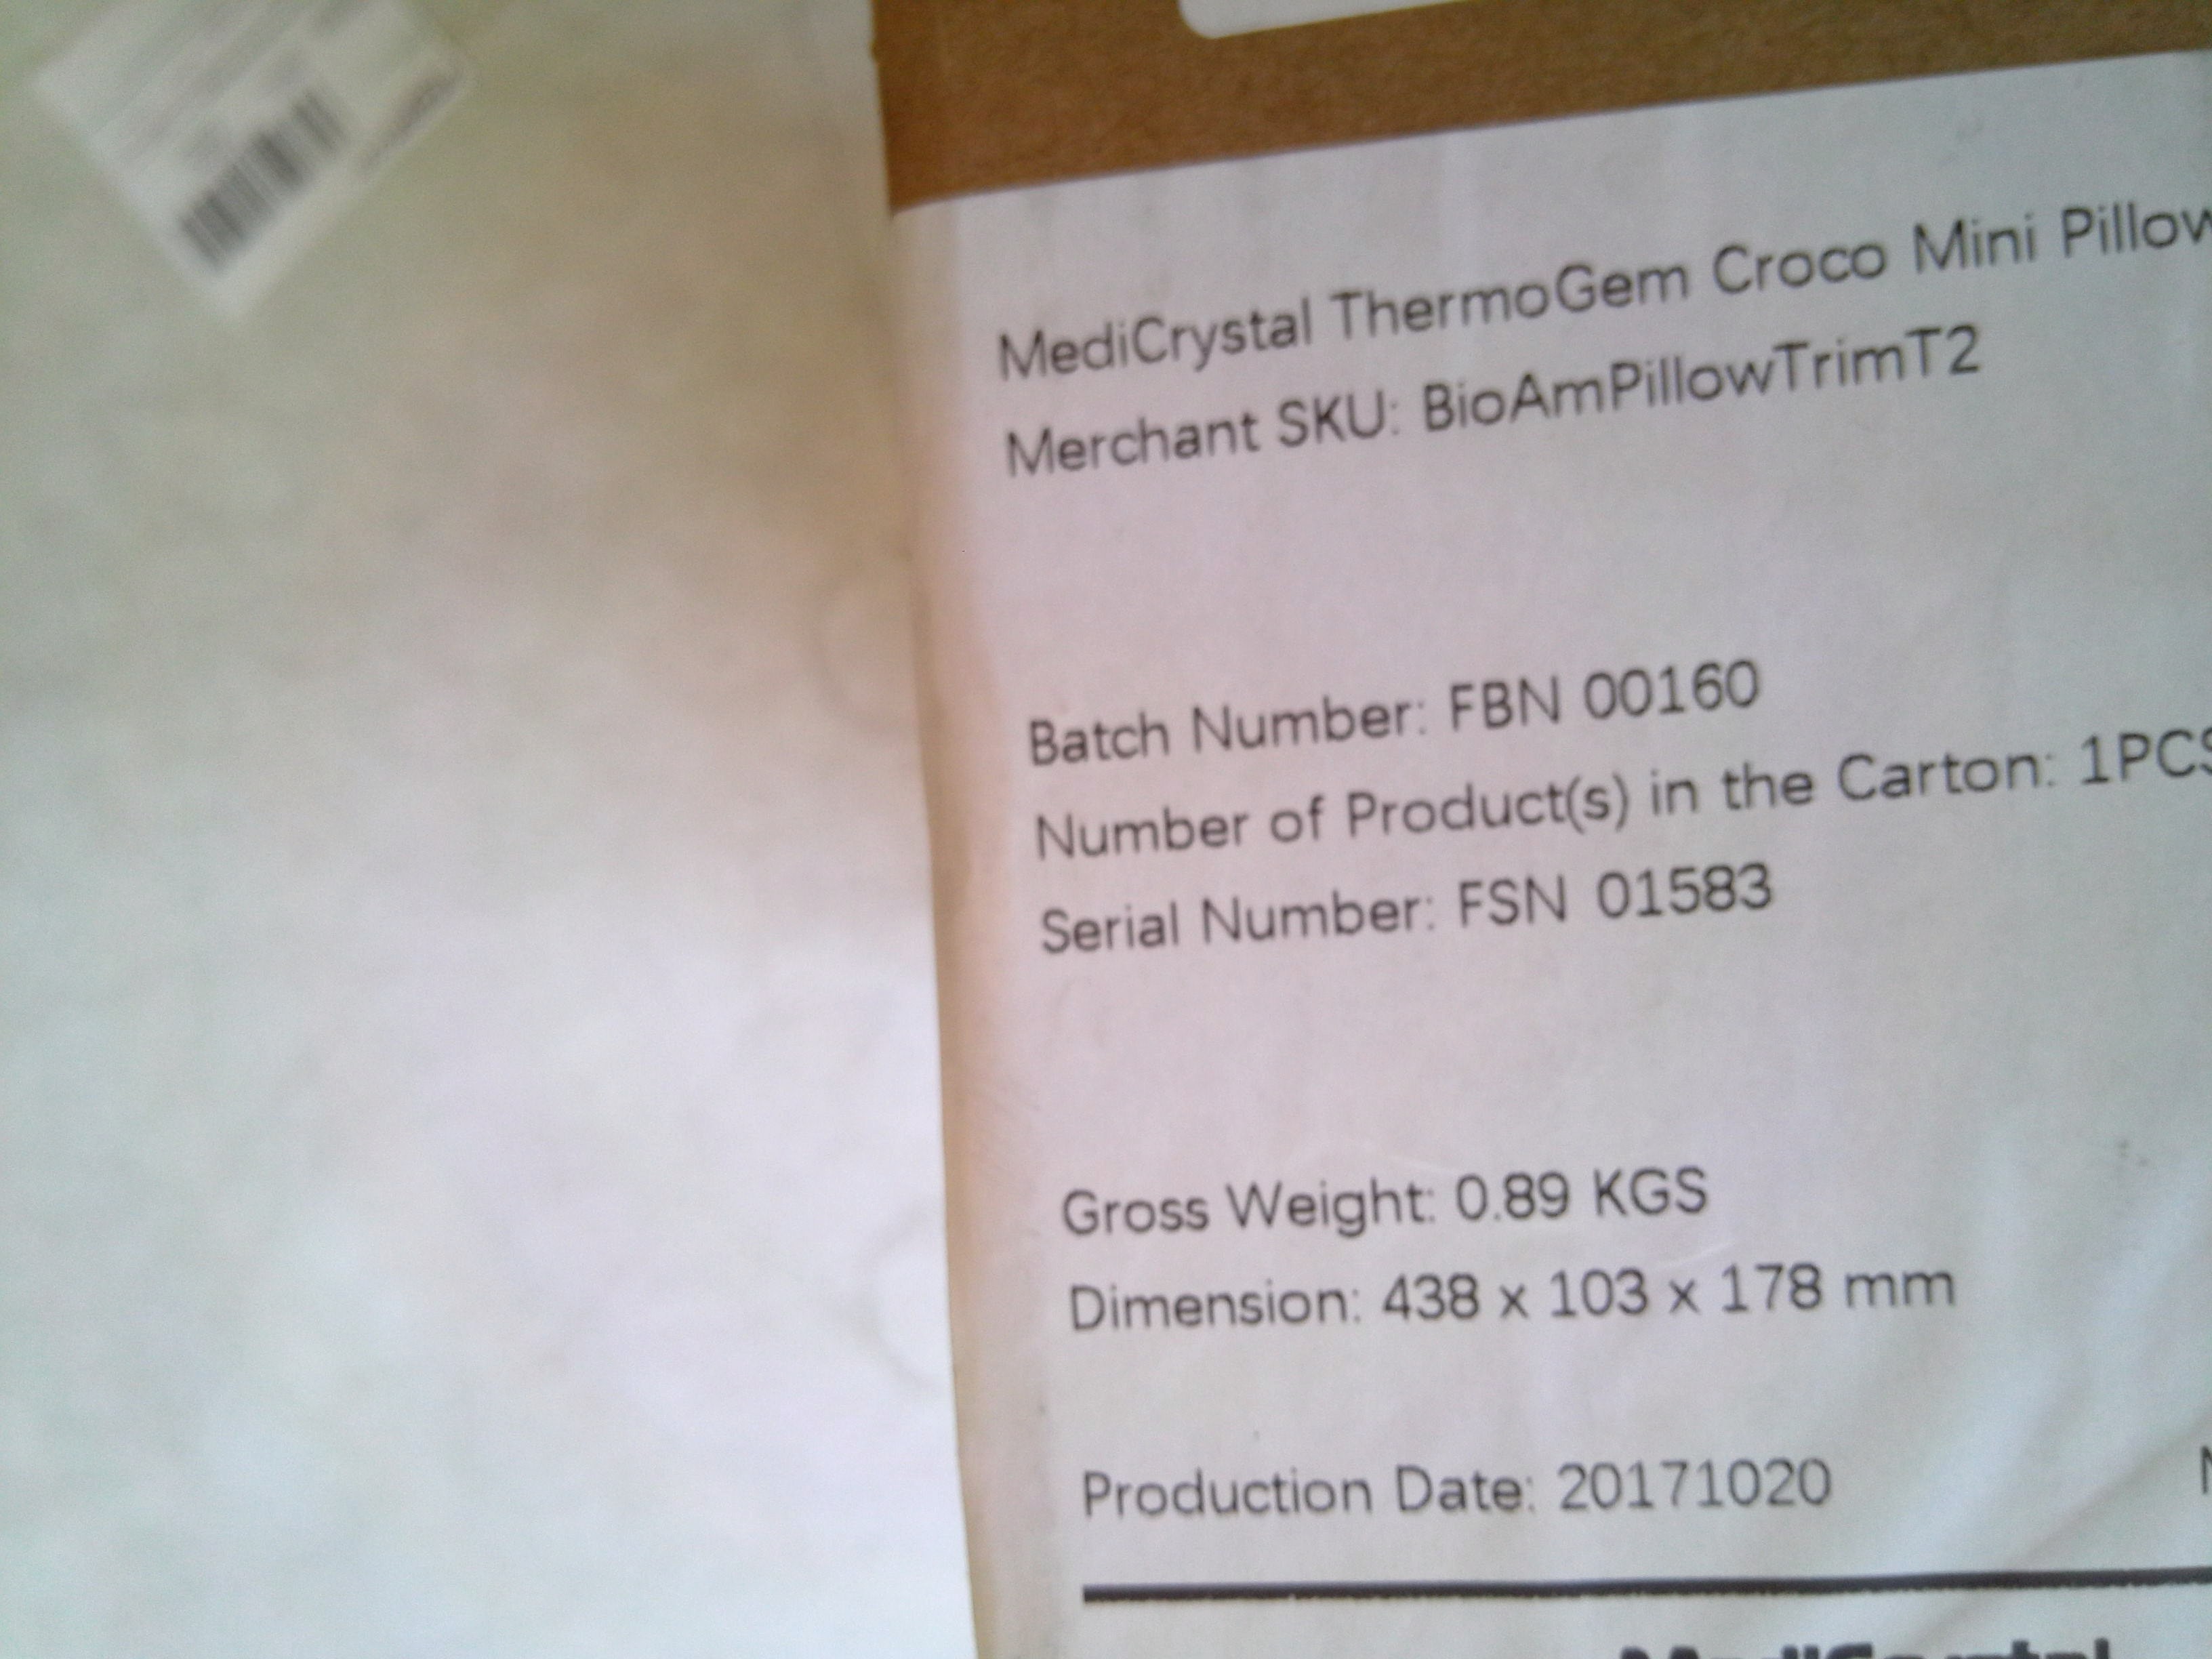 MediCrystal ThermoGem Croco Mini Pillow
Merchant SKU: BioAmPillowTrimT2
Batch Number: FBN 00160
Number of Product(s) in the Carton: 1PCS
Serial Number: FSN 01583
Gross Weight: 0.89 KGS
Dimension: 438 x 103 x 178 mm
Production Date: 20171020
MediCrystal